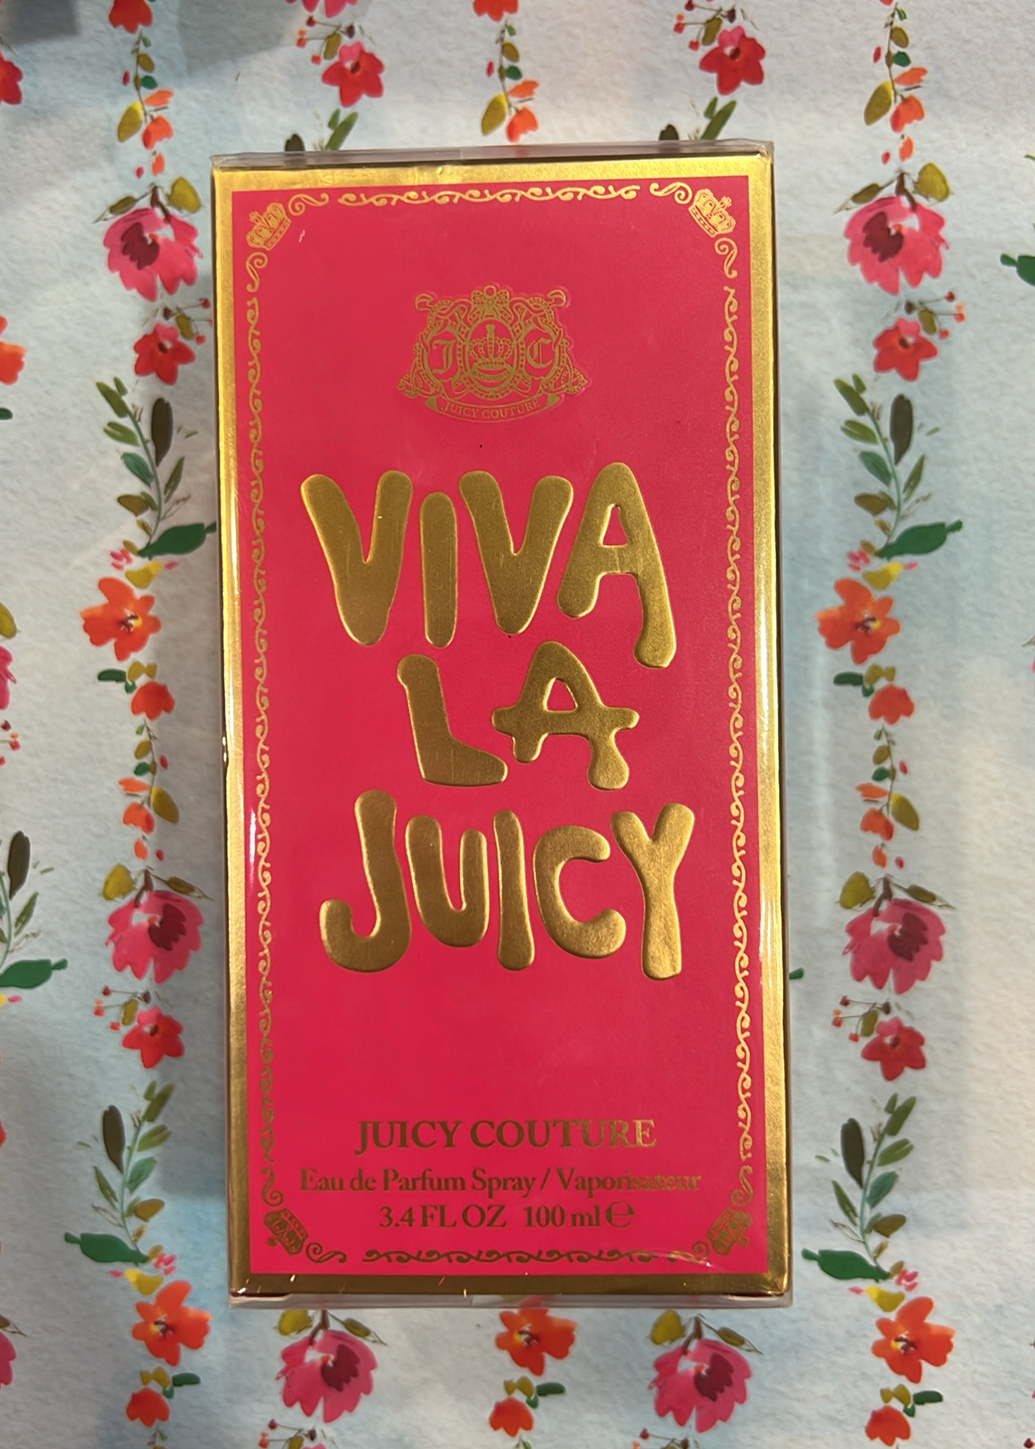 J C
JUICY COUTURE
VIVA
LA
JUICY
JUICY COUTURE
Eau de Parfum Spray / Vaporisateur
3.4 FL OZ 100 ml ℮